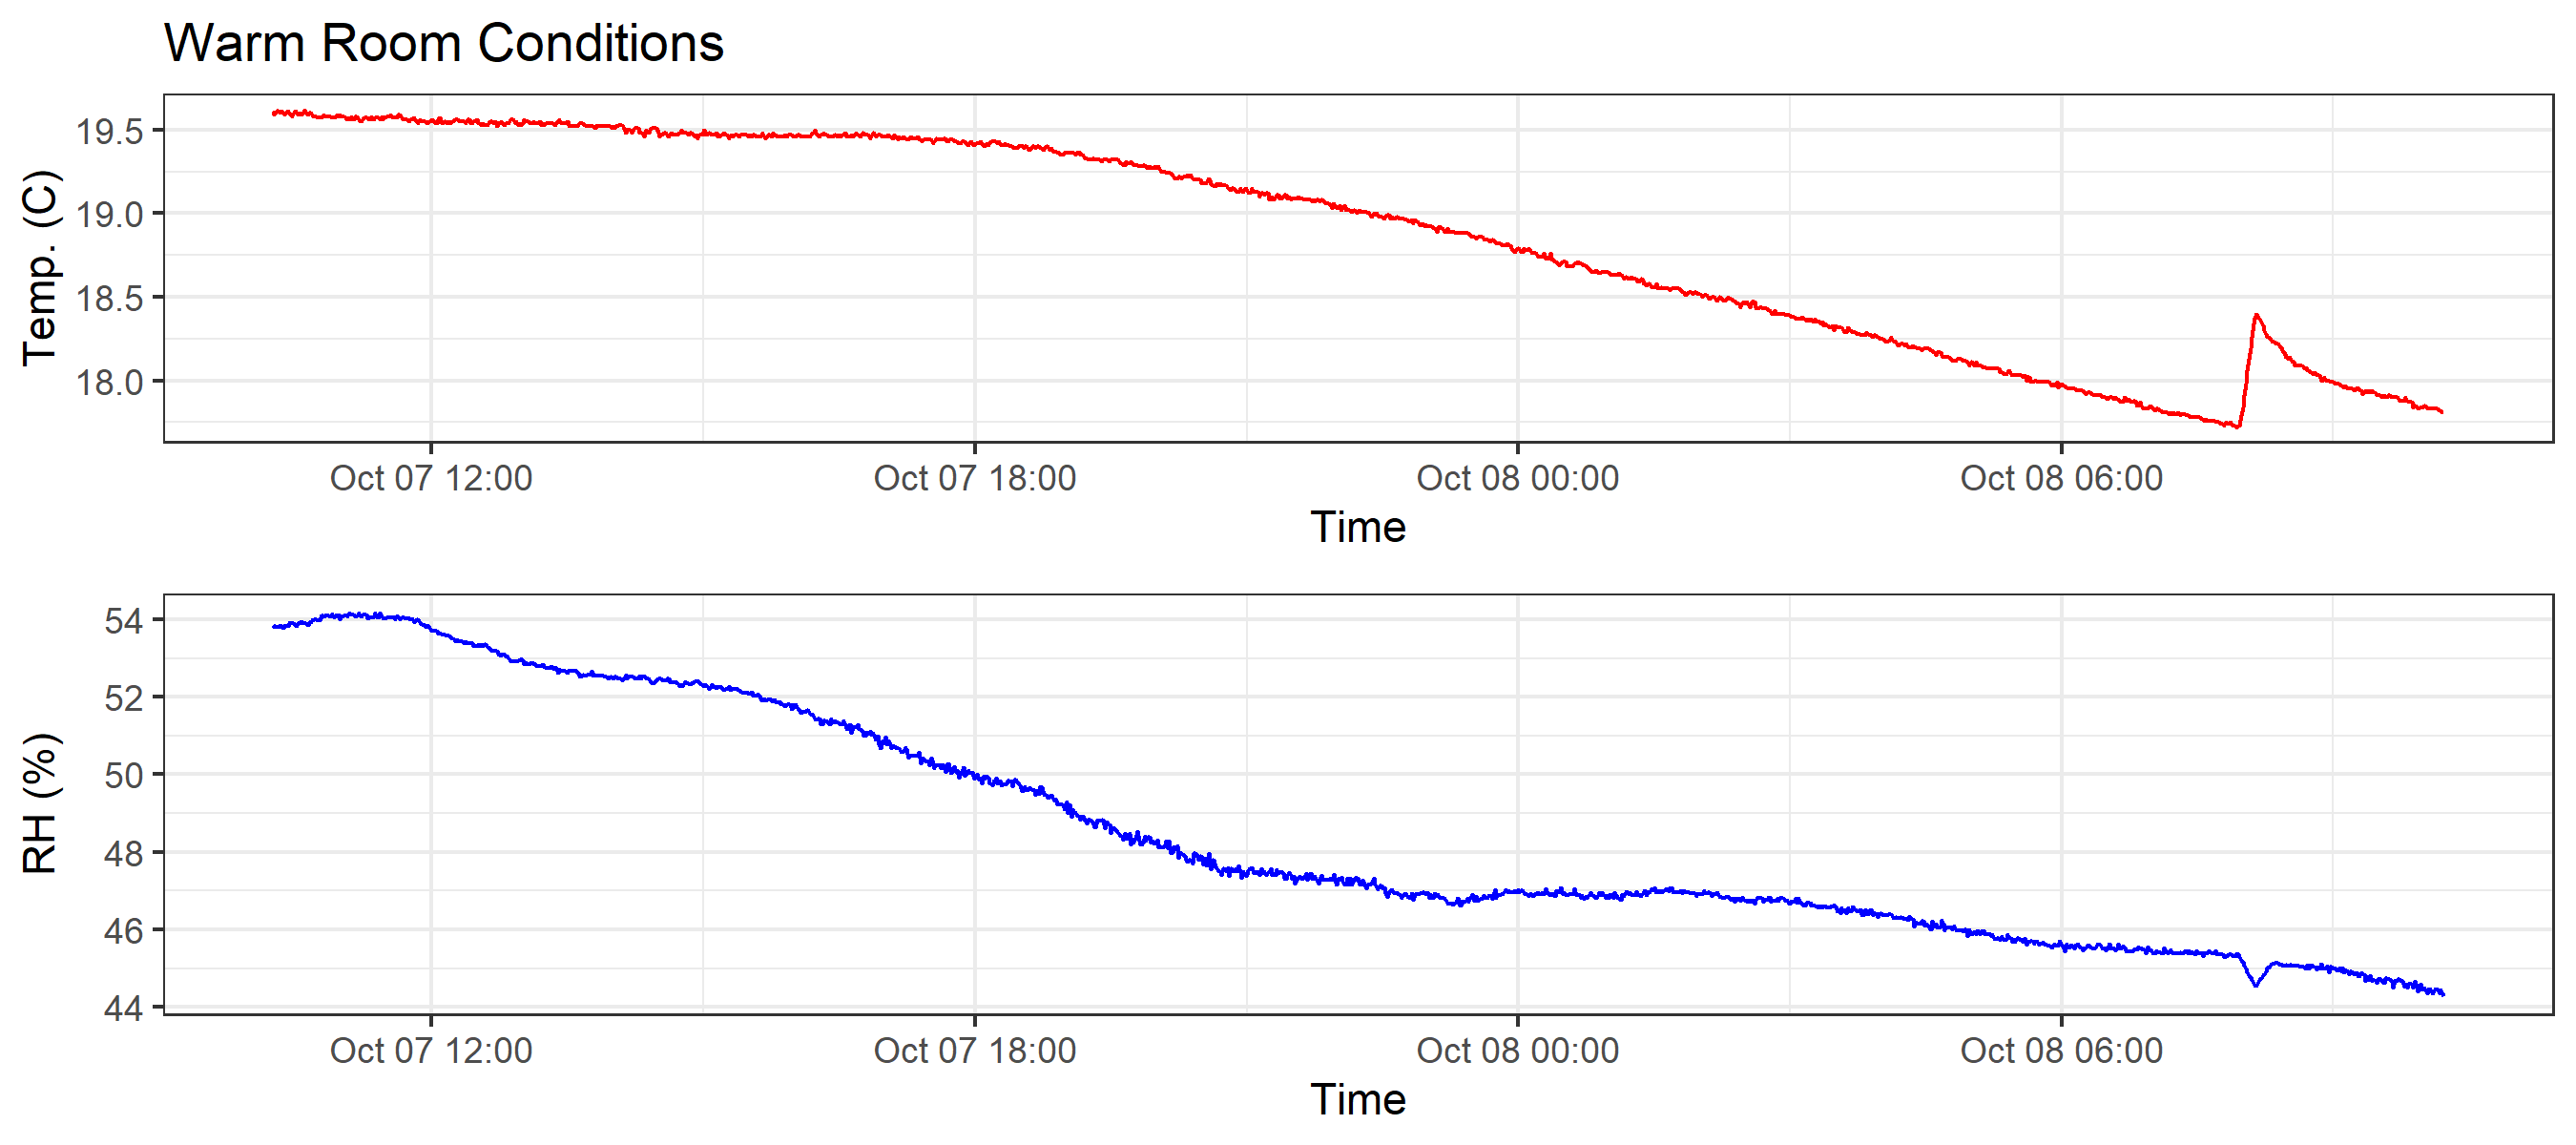 Warm Room Conditions
Temp. (C)
19.5
19.0
18.5
18.0
Oct 07 12:00 Oct 07 18:00 Oct 08 00:00 Oct 08 06:00
Time
RH (%)
54
52
50
48
46
44
Oct 07 12:00 Oct 07 18:00 Oct 08 00:00 Oct 08 06:00
Time